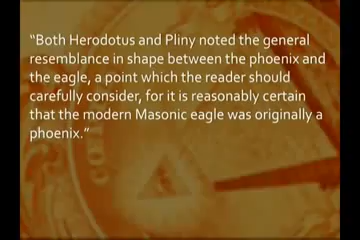 “Both Herodotus and Pliny noted the general
resemblance in shape between the phoenix and
the eagle, a point which the reader should
carefully consider, for it is reasonably certain
that the modern Masonic eagle was originally a
phoenix.”